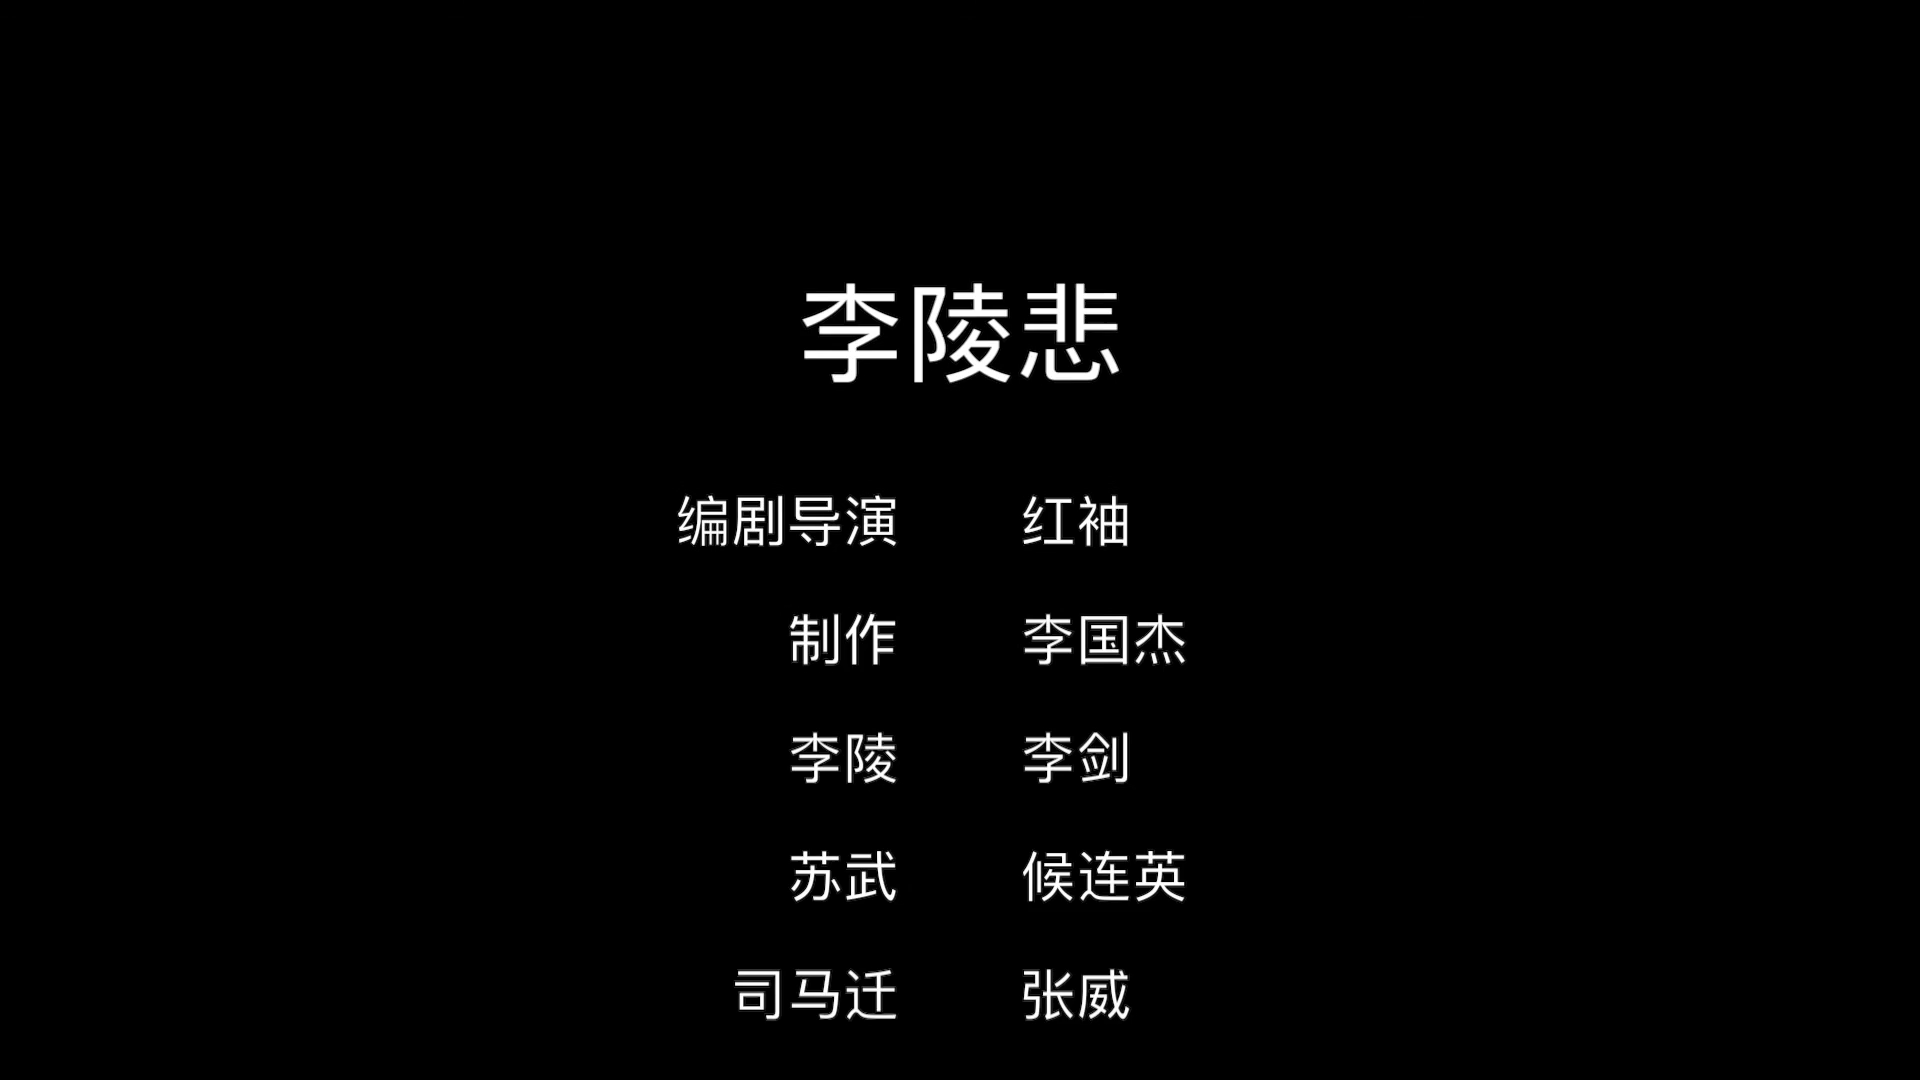 李陵悲
编剧导演 红袖
制作 李国杰
李陵 李剑
苏武 候连英
司马迁 张威